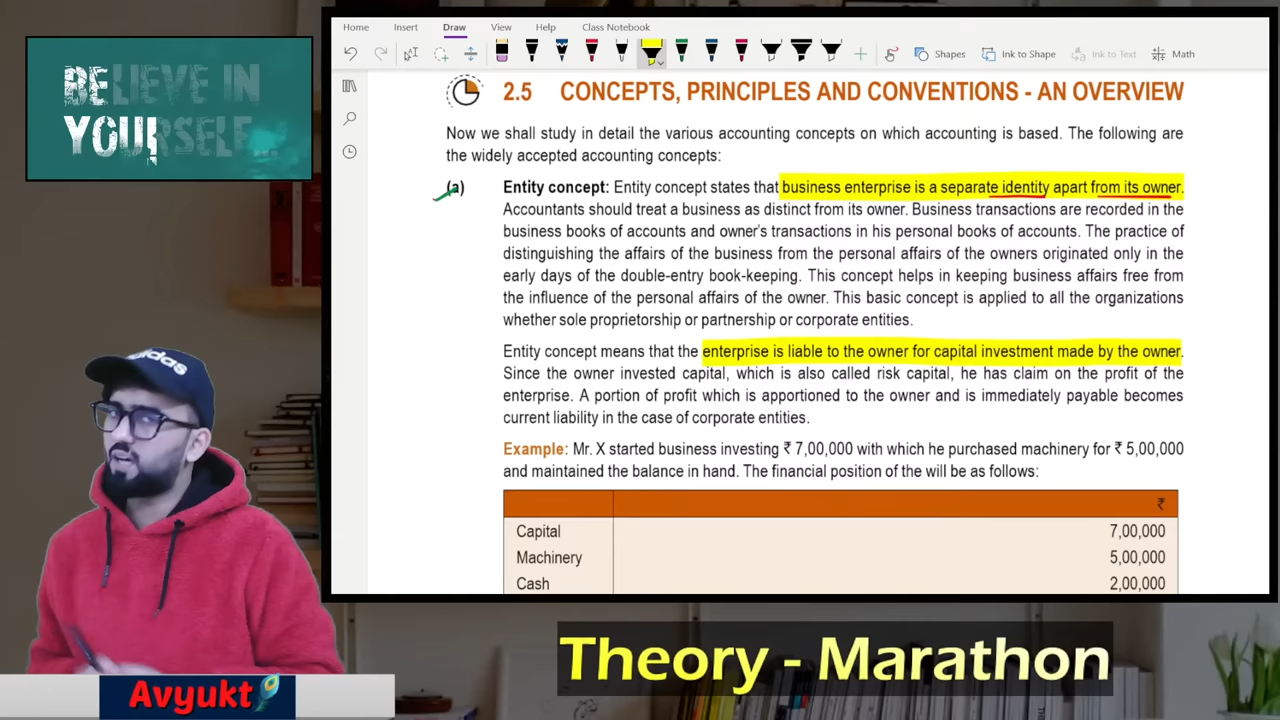 BELIEVE IN
YOURSELF...
Home Insert Draw View Help Class Notebook
Shapes Ink to Shape Ink to Text Math
2.5 CONCEPTS, PRINCIPLES AND CONVENTIONS - AN OVERVIEW
Now we shall study in detail the various accounting concepts on which accounting is based. The following are
the widely accepted accounting concepts:
(a) Entity concept: Entity concept states that business enterprise is a separate identity apart from its owner.
Accountants should treat a business as distinct from its owner. Business transactions are recorded in the
business books of accounts and owner's transactions in his personal books of accounts. The practice of
distinguishing the affairs of the business from the personal affairs of the owners originated only in the
early days of the double-entry book-keeping. This concept helps in keeping business affairs free from
the influence of the personal affairs of the owner. This basic concept is applied to all the organizations
whether sole proprietorship or partnership or corporate entities.
Entity concept means that the enterprise is liable to the owner for capital investment made by the owner.
Since the owner invested capital, which is also called risk capital, he has claim on the profit of the
enterprise. A portion of profit which is apportioned to the owner and is immediately payable becomes
current liability in the case of corporate entities.
Example: Mr. X started business investing ₹ 7,00,000 with which he purchased machinery for ₹ 5,00,000
and maintained the balance in hand. The financial position of the will be as follows:
₹
Capital 7,00,000
Machinery 5,00,000
Cash 2,00,000
adidas
Theory - Marathon
Avyukt